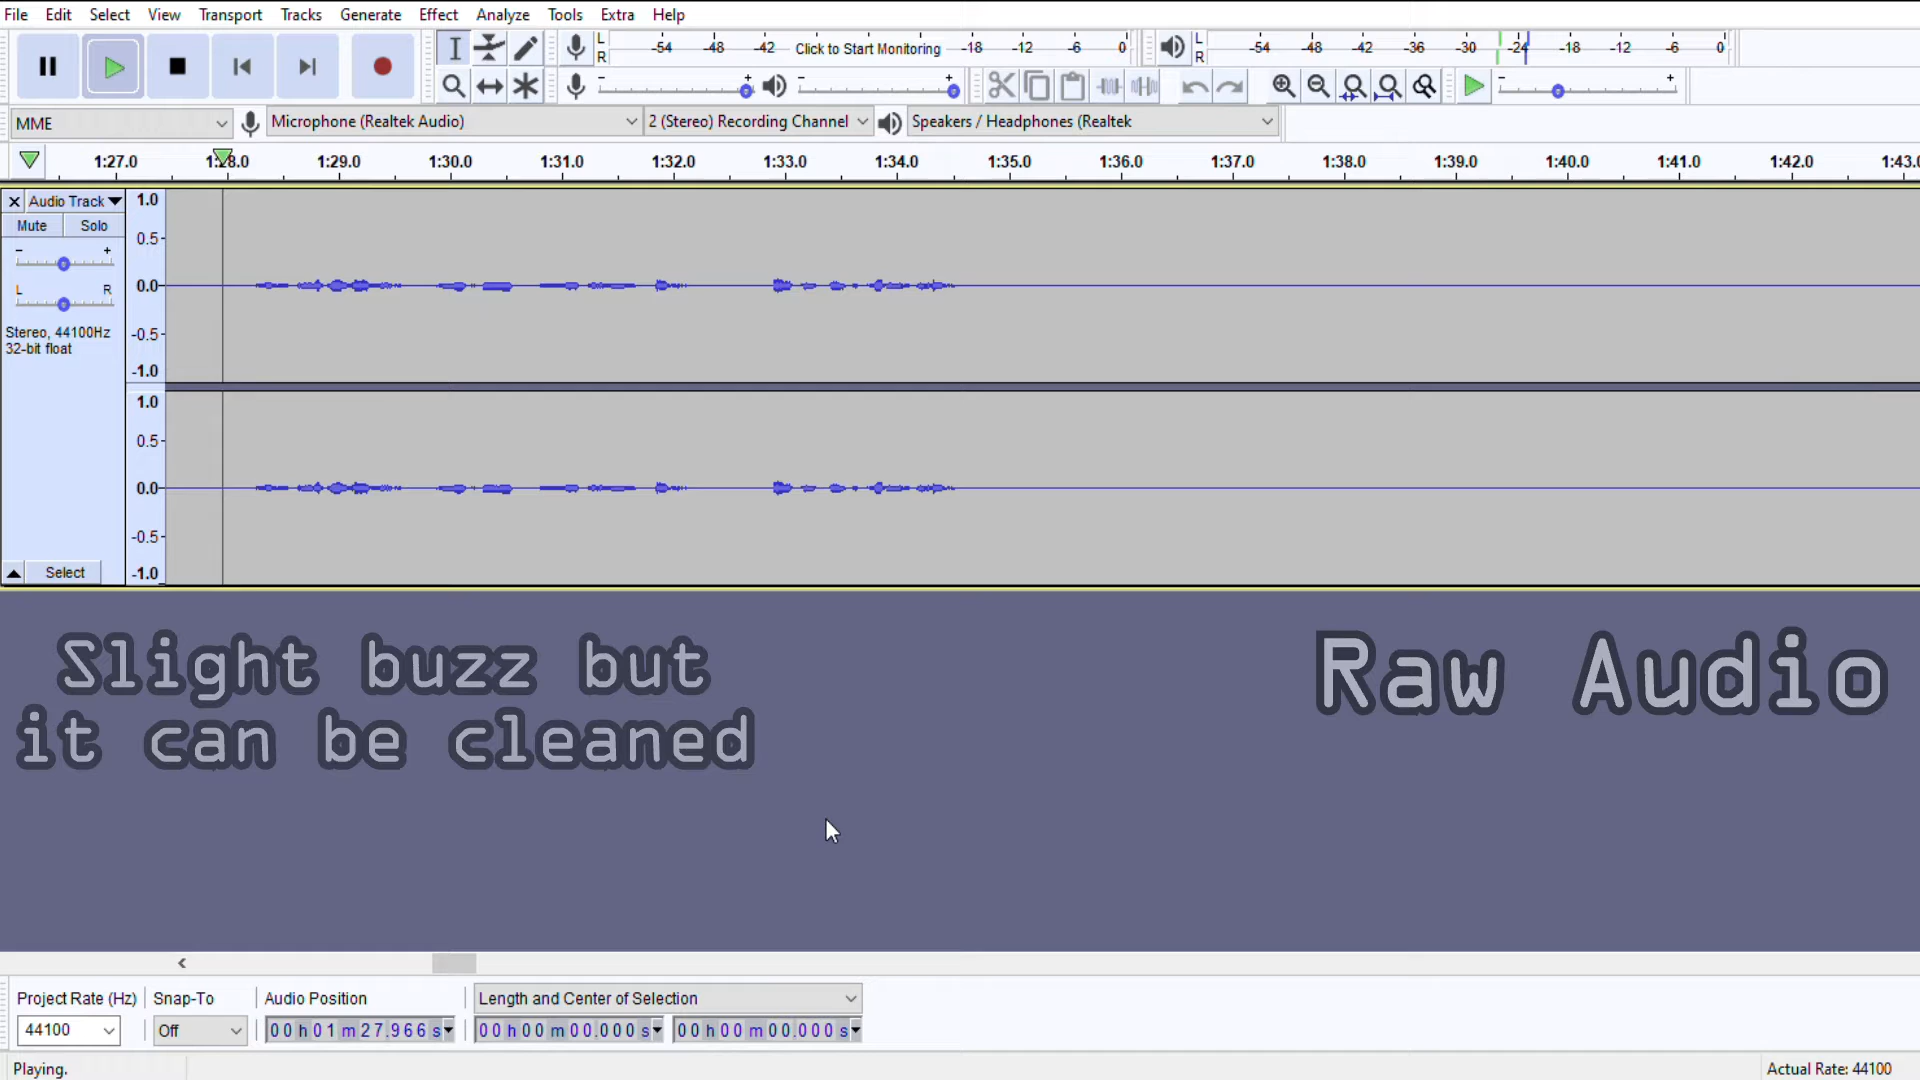 File Edit Select View Transport Tracks Generate Effect Analyze Tools Extra Help
L R -54 -48 -42 Click to Start Monitoring -18 -12 -6 0 L R -54 -48 -42 -36 -30 -24 -18 -12 -6 0
- + - + - +
MME Microphone (Realtek Audio) 2 (Stereo) Recording Channel Speakers / Headphones (Realtek
1:27.0 1:28.0 1:29.0 1:30.0 1:31.0 1:32.0 1:33.0 1:34.0 1:35.0 1:36.0 1:37.0 1:38.0 1:39.0 1:40.0 1:41.0 1:42.0 1:43.0
Audio Track 1.0
Mute Solo
0.5
- +
0.0
L R
Stereo, 44100Hz
-0.5
32-bit float
-1.0
1.0
0.5
0.0
-0.5
Select -1.0
Slight buzz but
it can be cleaned
Raw Audio
Project Rate (Hz) Snap-To Audio Position Length and Center of Selection
44100 Off 00 h 01 m 27.966 s 00 h 00 m 00.000 s 00 h 00 m 00.000 s
Playing. Actual Rate: 44100